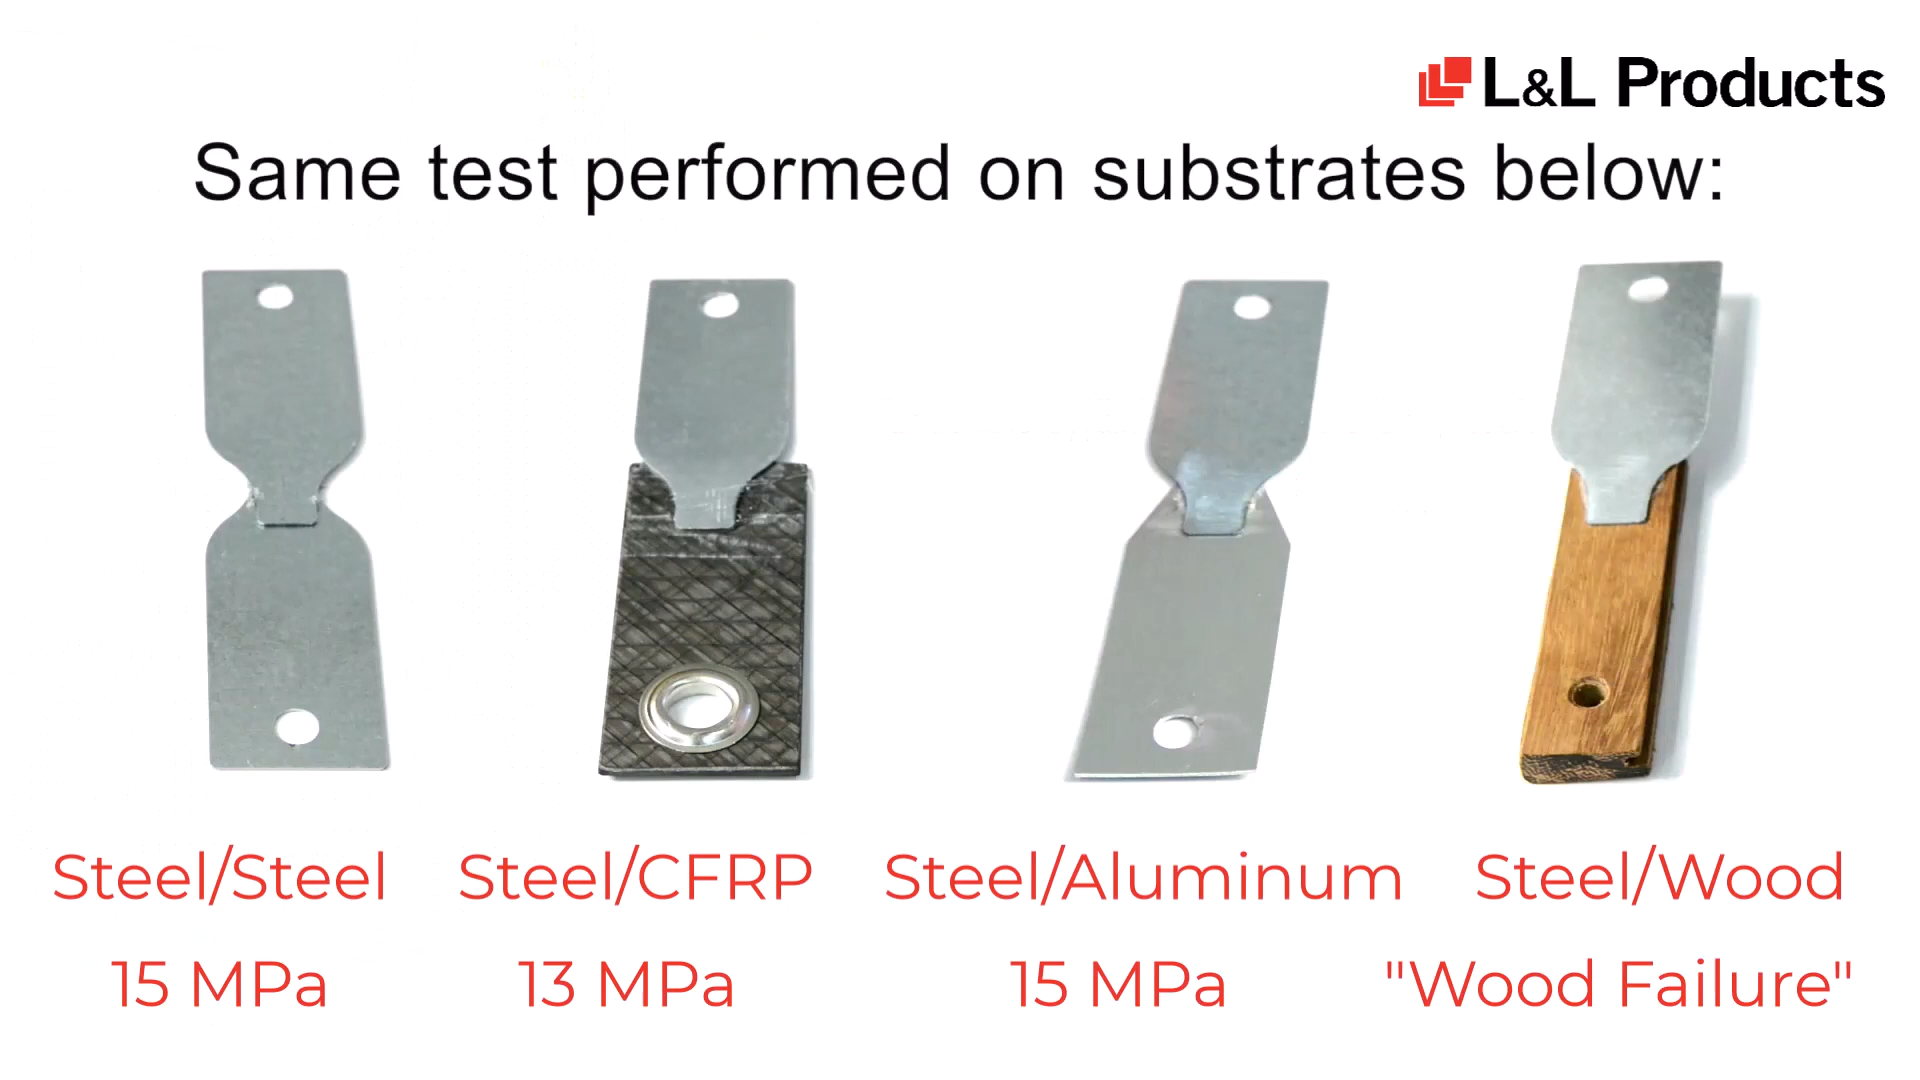 L&L Products
Same test performed on substrates below:
Steel/Steel
15 MPa
Steel/CFRP
13 MPa
Steel/Aluminum
15 MPa
Steel/Wood
"Wood Failure"